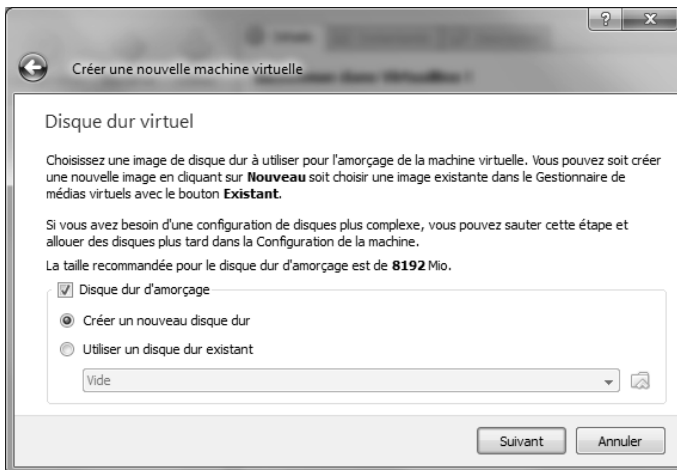 ?
X
Créer une nouvelle machine virtuelle
Disque dur virtuel
Choisissez une image de disque dur à utiliser pour l'amorçage de la machine virtuelle. Vous pouvez soit créer
une nouvelle image en cliquant sur Nouveau soit choisir une image existante dans le Gestionnaire de
médias virtuels avec le bouton Existant.
Si vous avez besoin d'une configuration de disques plus complexe, vous pouvez sauter cette étape et
allouer des disques plus tard dans la Configuration de la machine.
La taille recommandée pour le disque dur d'amorçage est de 8192 Mio.
Disque dur d'amorçage
Créer un nouveau disque dur
Utiliser un disque dur existant
Vide
Suivant
Annuler